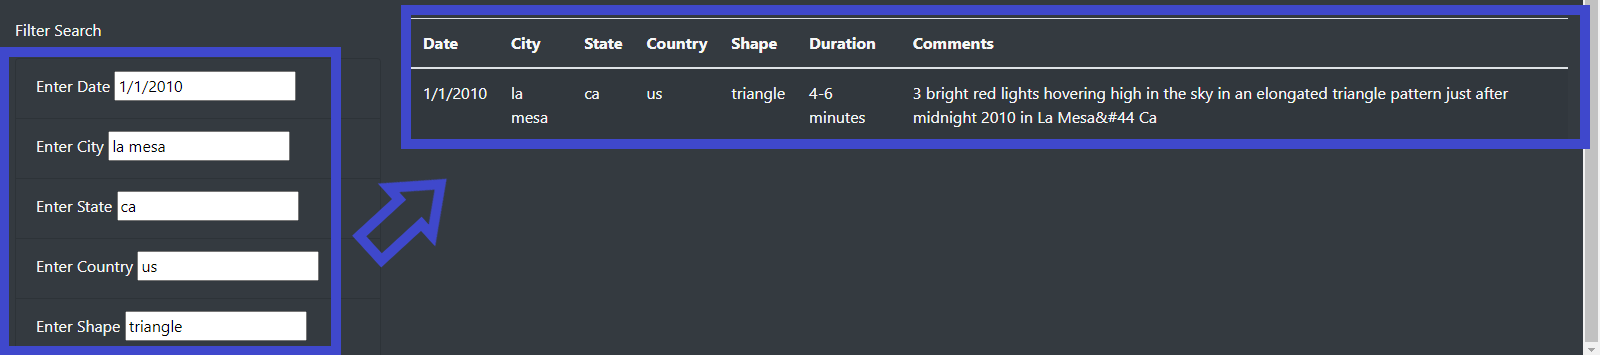 Filter Search
Enter Date 1/1/2010
Enter City la mesa
Enter State ca
Enter Country us
Enter Shape triangle
Date City State Country Shape Duration Comments
1/1/2010 la ca us triangle 4-6 3 bright red lights hovering high in the sky in an elongated triangle pattern just after
mesa minutes midnight 2010 in La Mesa&#44 Ca